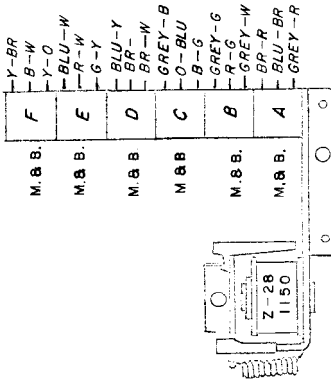 Y-BR
B-W
Y-O
BLU-W
R-W
G-Y
BLU-Y
BR-
BR-W
GREY-B
O-BLU
B-G
GREY-G
R-G
GREY-W
BR-R
BLU-BR
GREY-R
F
E
D
C
B
A
M.&B.
M.&B.
M.&B.
M&B
M.&B.
M.&B.
Z-28
1150